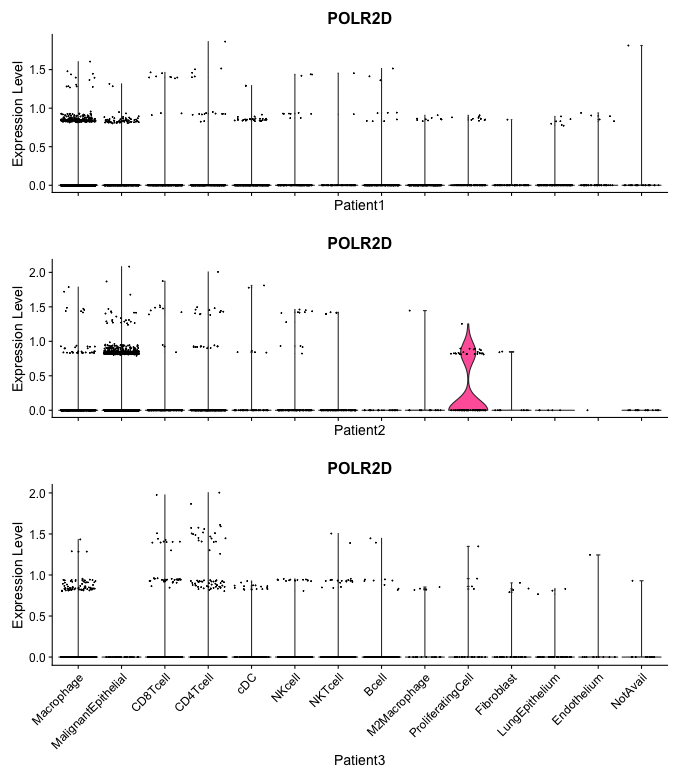 POLR2D
Expression Level
1.5
1.0
0.5
0.0
Patient1
POLR2D
Expression Level
2.0
1.5
1.0
0.5
0.0
Patient2
POLR2D
Expression Level
2.0
1.5
1.0
0.5
0.0
Macrophage
MalignantEpithelial
CD8Tcell
CD4Tcell
cDC
NKcell
NKTcell
Bcell
M2Macrophage
ProliferatingCell
Fibroblast
LungEpithelium
Endothelium
NotAvail
Patient3